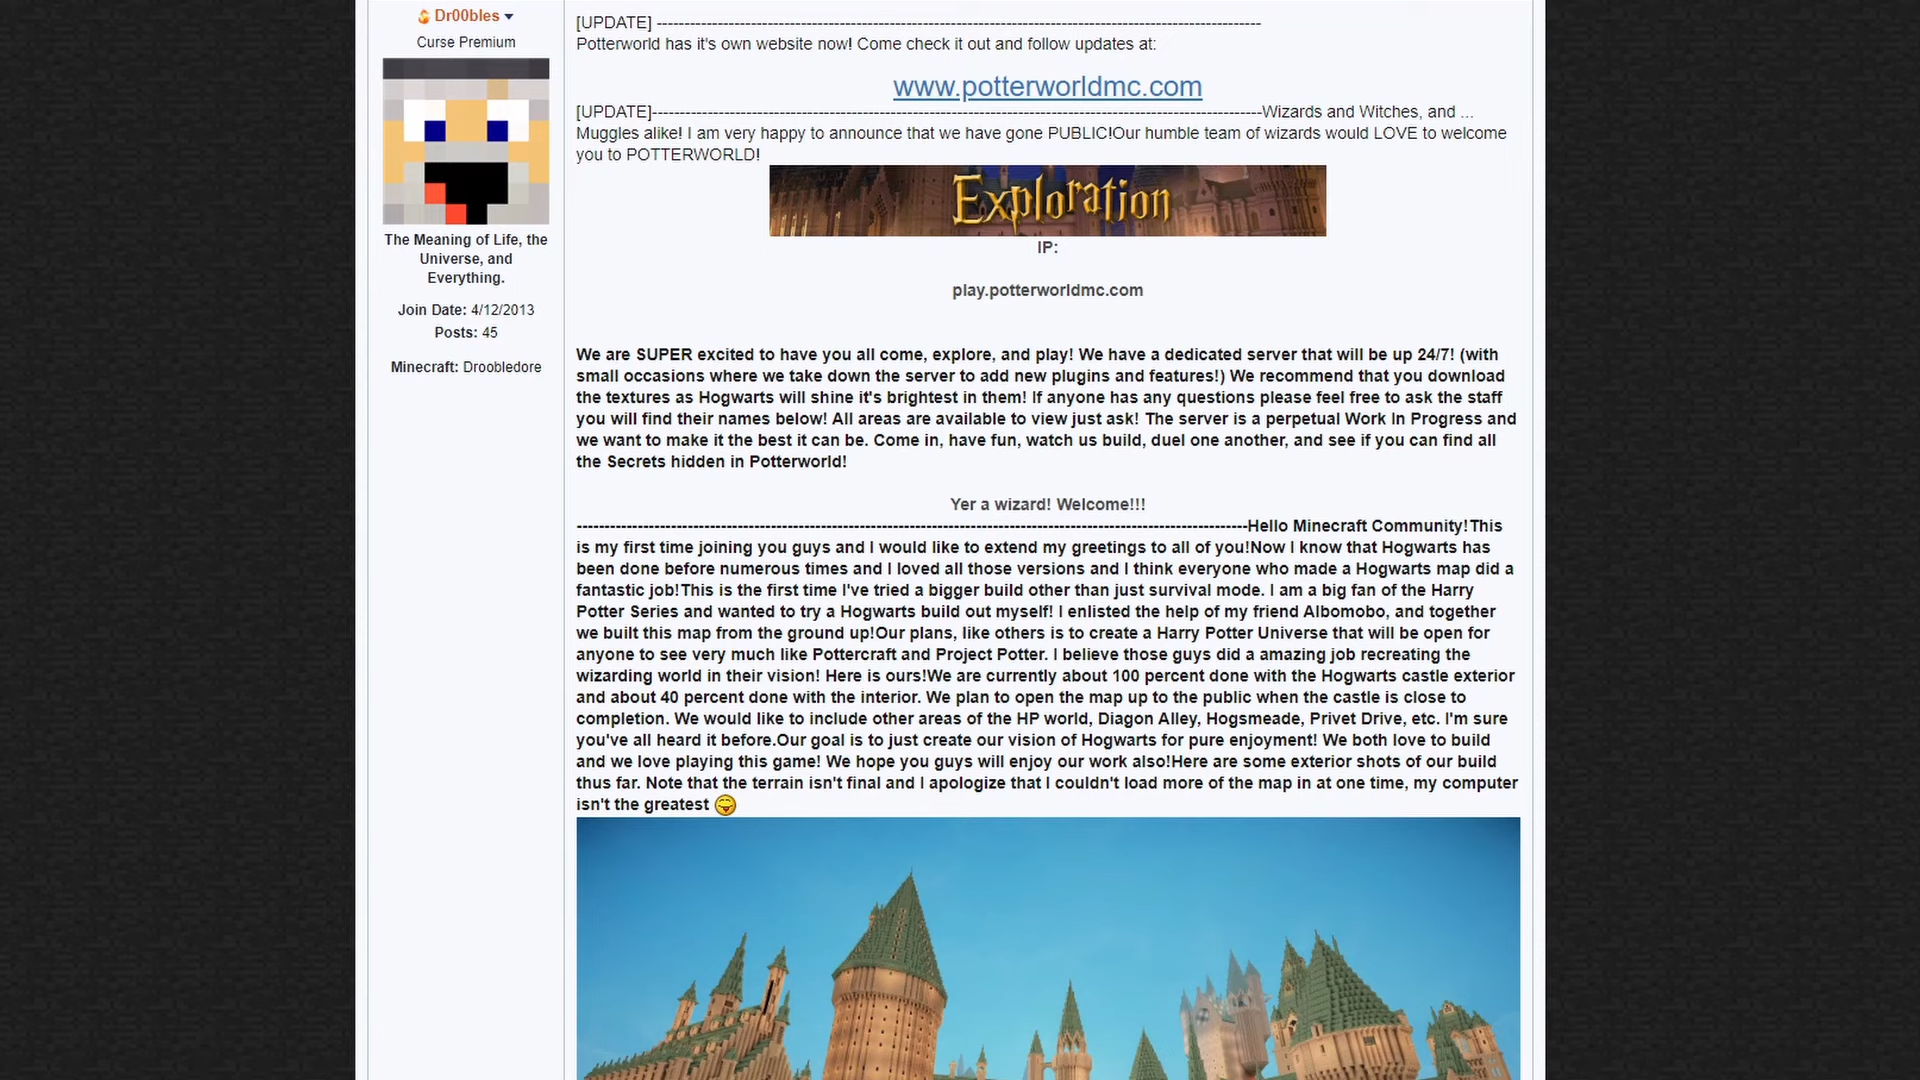 Dr00bles
Curse Premium
The Meaning of Life, the
Universe, and
Everything.
Join Date: 4/12/2013
Posts: 45
Minecraft: Droobledore
[UPDATE] --------------------------------------------------------------------------------------------------------------
Potterworld has it's own website now! Come check it out and follow updates at:
www.potterworldmc.com
[UPDATE]---------------------------------------------------------------------------------------------------------------Wizards and Witches, and ...
Muggles alike! I am very happy to announce that we have gone PUBLIC!Our humble team of wizards would LOVE to welcome
you to POTTERWORLD!
Exploration
IP:
play.potterworldmc.com
We are SUPER excited to have you all come, explore, and play! We have a dedicated server that will be up 24/7! (with
small occasions where we take down the server to add new plugins and features!) We recommend that you download
the textures as Hogwarts will shine it's brightest in them! If anyone has any questions please feel free to ask the staff
you will find their names below! All areas are available to view just ask! The server is a perpetual Work In Progress and
we want to make it the best it can be. Come in, have fun, watch us build, duel one another, and see if you can find all
the Secrets hidden in Potterworld!
Yer a wizard! Welcome!!!
--------------------------------------------------------------------------------------------------------------------------Hello Minecraft Community!This
is my first time joining you guys and I would like to extend my greetings to all of you!Now I know that Hogwarts has
been done before numerous times and I loved all those versions and I think everyone who made a Hogwarts map did a
fantastic job!This is the first time I've tried a bigger build other than just survival mode. I am a big fan of the Harry
Potter Series and wanted to try a Hogwarts build out myself! I enlisted the help of my friend Albomobo, and together
we built this map from the ground up!Our plans, like others is to create a Harry Potter Universe that will be open for
anyone to see very much like Pottercraft and Project Potter. I believe those guys did a amazing job recreating the
wizarding world in their vision! Here is ours!We are currently about 100 percent done with the Hogwarts castle exterior
and about 40 percent done with the interior. We plan to open the map up to the public when the castle is close to
completion. We would like to include other areas of the HP world, Diagon Alley, Hogsmeade, Privet Drive, etc. I'm sure
you've all heard it before.Our goal is to just create our vision of Hogwarts for pure enjoyment! We both love to build
and we love playing this game! We hope you guys will enjoy our work also!Here are some exterior shots of our build
thus far. Note that the terrain isn't final and I apologize that I couldn't load more of the map in at one time, my computer
isn't the greatest